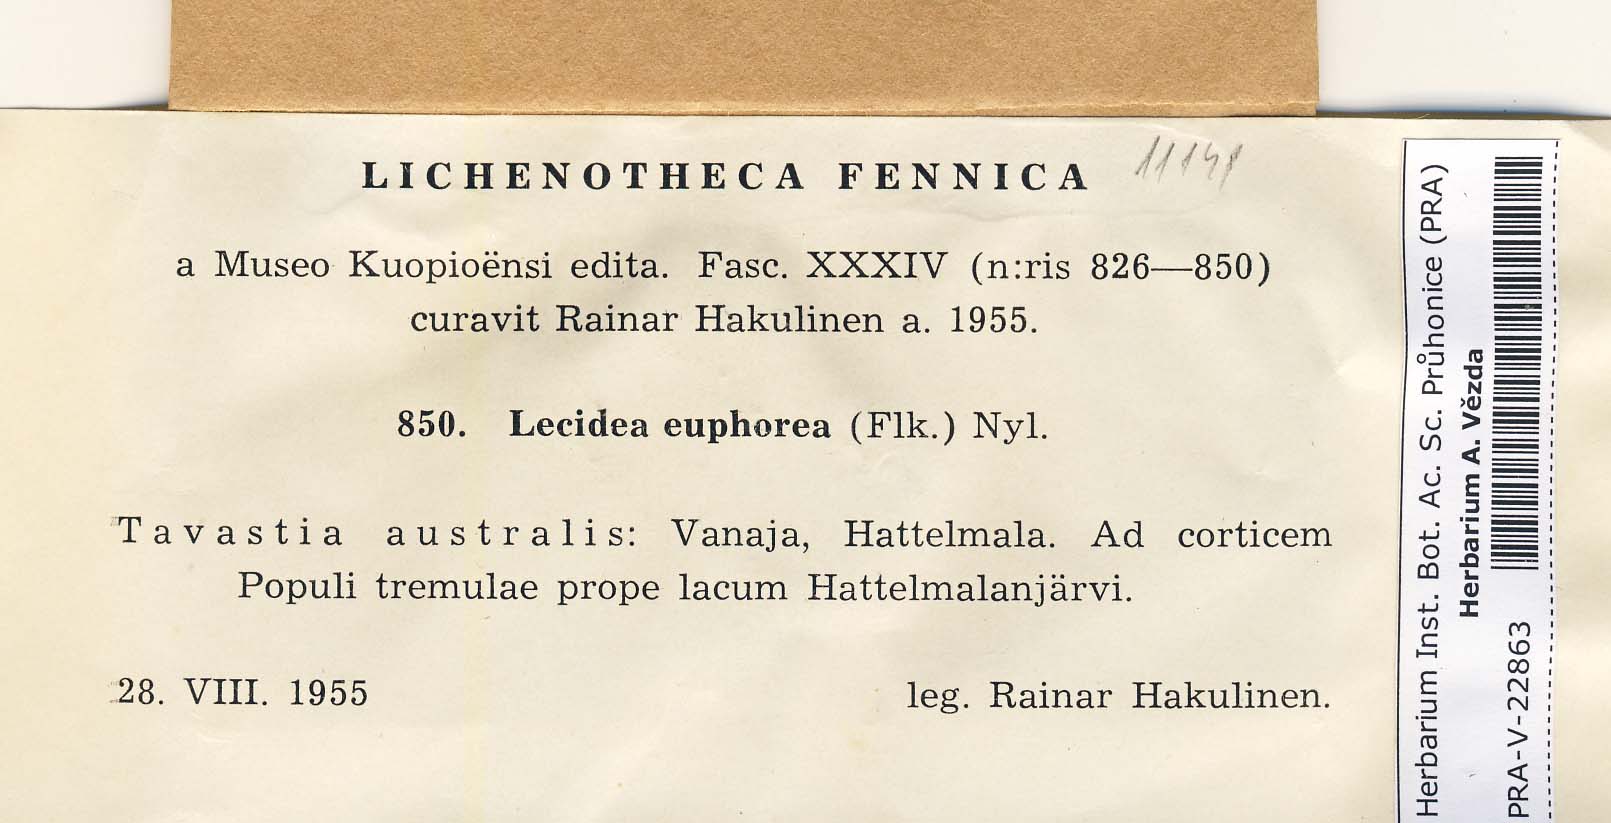 LICHENOTHECA FENNICA
a Museo Kuopioënsi edita. Fasc. XXXIV (n:ris 826—850)
curavit Rainar Hakulinen a. 1955.
850. Lecidea euphorea (Flk.) Nyl.
Tavastia australis: Vanaja, Hattelmala. Ad corticem
Populi tremulae prope lacum Hattelmalanjärvi.
28. VIII. 1955 leg. Rainar Hakulinen.
Herbarium Inst. Bot. Ac. Sc. Průhonice (PRA)
Herbarium A. Vězda
PRA-V-22863